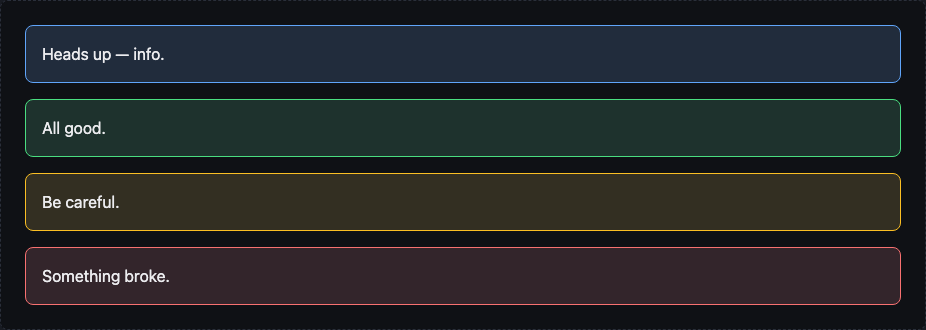 Heads up — info.
All good.
Be careful.
Something broke.